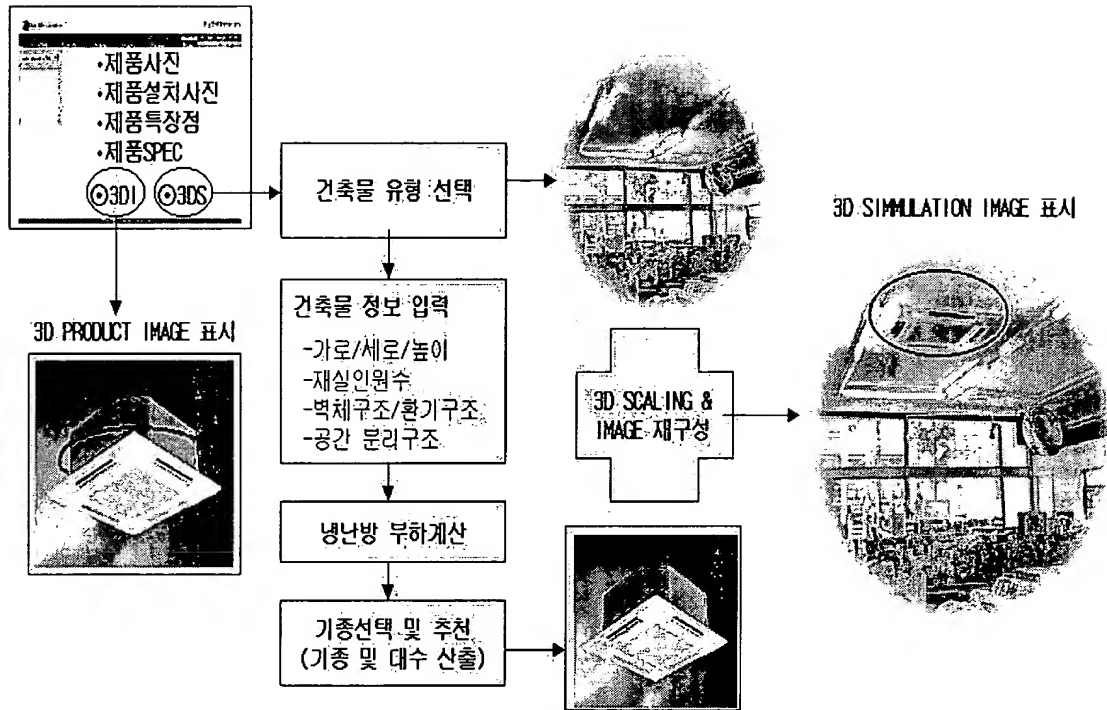 •제품사진
•제품설치사진
•제품특장점
•제품SPEC
⊙3DI ⊙3DS
건축물 유형 선택
3D SIMMULATION IMAGE 표시
건축물 정보 입력
-가로/세로/높이
-재실인원수
-벽체구조/환기구조
-공간 분리구조
3D PRODUCT IMAGE 표시
3D SCALING &
IMAGE 재구성
냉난방 부하계산
기종선택 및 추천
(기종 및 대수 산출)